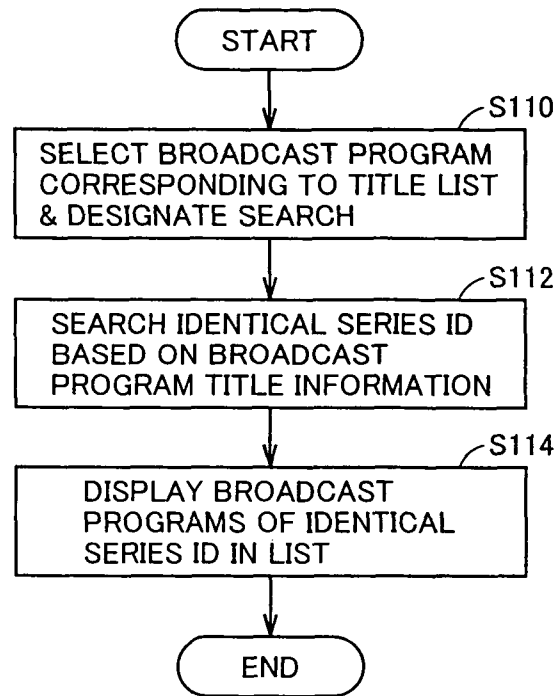 START
S110
SELECT BROADCAST PROGRAM
CORRESPONDING TO TITLE LIST
& DESIGNATE SEARCH
S112
SEARCH IDENTICAL SERIES ID
BASED ON BROADCAST
PROGRAM TITLE INFORMATION
S114
DISPLAY BROADCAST
PROGRAMS OF IDENTICAL
SERIES ID IN LIST
END